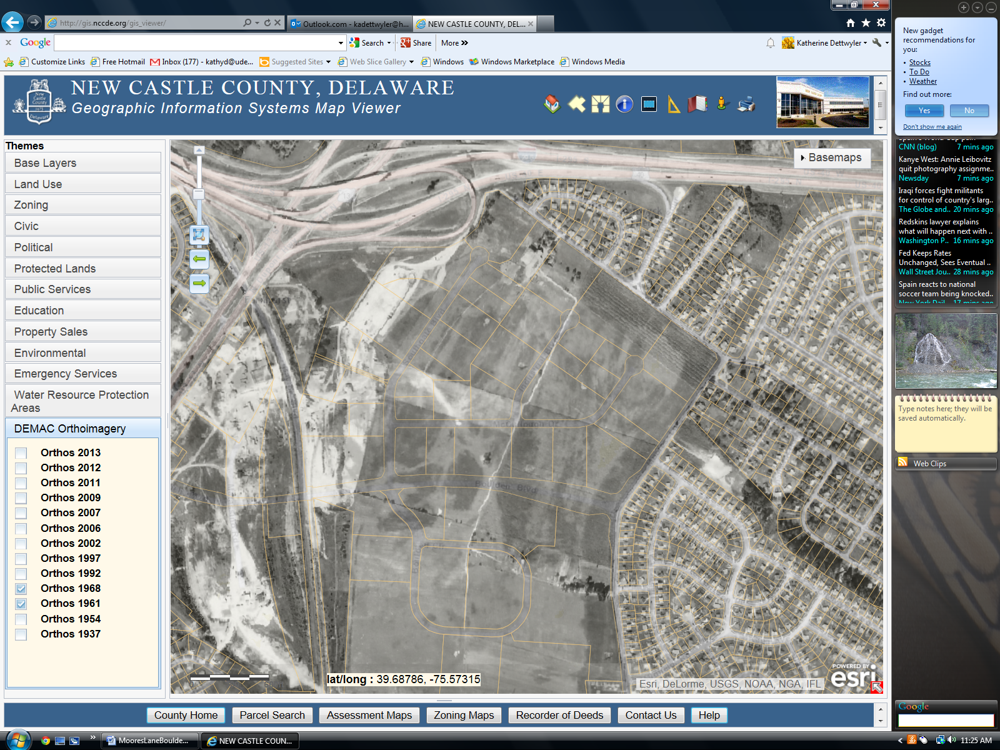 http://gis.nccde.org/gis_viewer/
Outlook.com - kadettwyler@h...
NEW CASTLE COUNTY, DEL...
Google
Search
Share
More »
Katherine Dettwyler
Customize Links
Free Hotmail
Inbox (177) - kathyd@ude...
Suggested Sites
Web Slice Gallery
Windows
Windows Marketplace
Windows Media
New Castle County 
Delaware
NEW CASTLE COUNTY, DELAWARE
Geographic Information Systems Map Viewer
Themes
Base Layers
Land Use
Zoning
Civic
Political
Protected Lands
Public Services
Education
Property Sales
Environmental
Emergency Services
Water Resource Protection
Areas
DEMAC Orthoimagery
Orthos 2013
Orthos 2012
Orthos 2011
Orthos 2009
Orthos 2007
Orthos 2006
Orthos 2002
Orthos 1997
Orthos 1992
Orthos 1968
Orthos 1961
Orthos 1954
Orthos 1937
Basemaps
McCullough Dr
Boulden Blvd
lat/long : 39.68786, -75.57315
Esri, DeLorme, USGS, NOAA, NGA, IFL
POWERED BY
esri
County Home
Parcel Search
Assessment Maps
Zoning Maps
Recorder of Deeds
Contact Us
Help
New gadget
recommendations for
you:
• Stocks
• To Do
• Weather
Find out more:
Yes
No
Don't show me again
CNN (blog) 7 mins ago
Kanye West: Annie Leibovitz
quit photography assignme..
Newsday 7 mins ago
Iraqi forces fight militants
for control of country's larg..
The Globe and.. 20 mins ago
Redskins lawyer explains
what will happen next with ..
Washington P.. 16 mins ago
Fed Keeps Rates
Unchanged, Sees Eventual ..
Wall Street Jou.. 28 mins ago
Spain reacts to national
soccer team being knocked..
New York Dail.. 17 mins ago
Type notes here; they will be
saved automatically.
Web Clips
Google
MooresLaneBoulde...
NEW CASTLE COUN...
11:25 AM